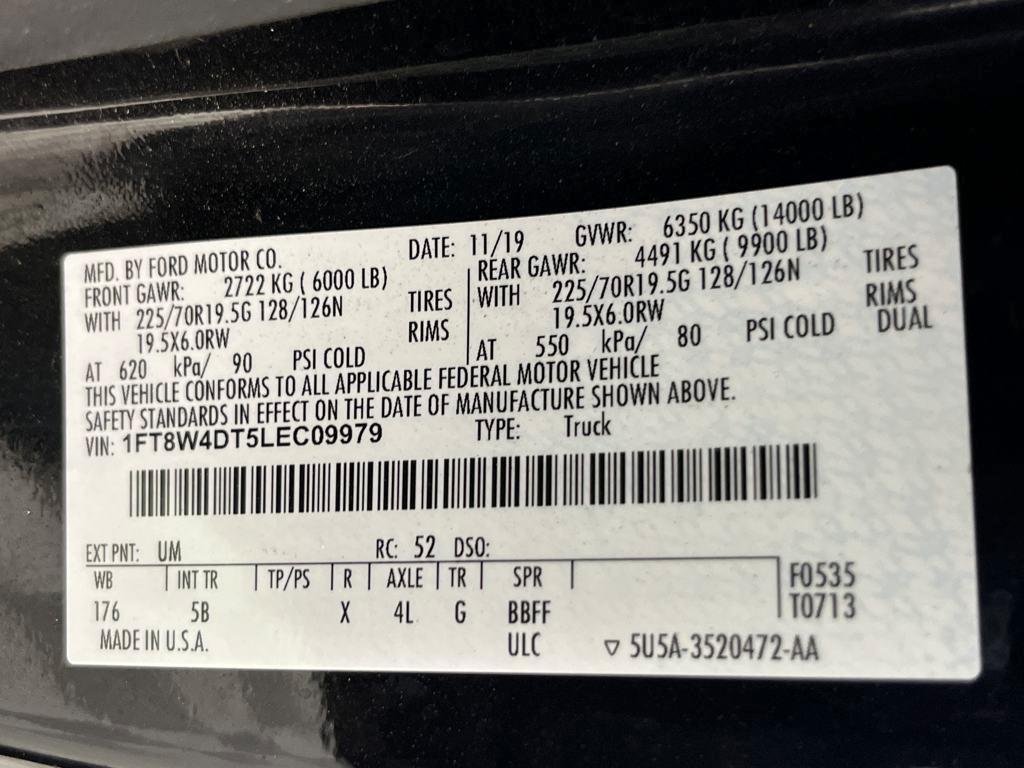 MFD. BY FORD MOTOR CO. DATE: 11/19 GVWR: 6350 KG (14000 LB)
FRONT GAWR: 2722 KG ( 6000 LB) REAR GAWR: 4491 KG ( 9900 LB)
WITH 225/70R19.5G 128/126N TIRES WITH 225/70R19.5G 128/126N TIRES
19.5X6.0RW RIMS 19.5X6.0RW RIMS
AT 620 kPa/ 90 PSI COLD AT 550 kPa/ 80 PSI COLD DUAL
THIS VEHICLE CONFORMS TO ALL APPLICABLE FEDERAL MOTOR VEHICLE
SAFETY STANDARDS IN EFFECT ON THE DATE OF MANUFACTURE SHOWN ABOVE.
VIN: 1FT8W4DT5LEC09979 TYPE: Truck
EXT PNT: UM RC: 52 DSO:
WB INT TR TP/PS R AXLE TR SPR F0535
176 5B X 4L G BBFF T0713
MADE IN U.S.A. ULC ▽ 5U5A-3520472-AA